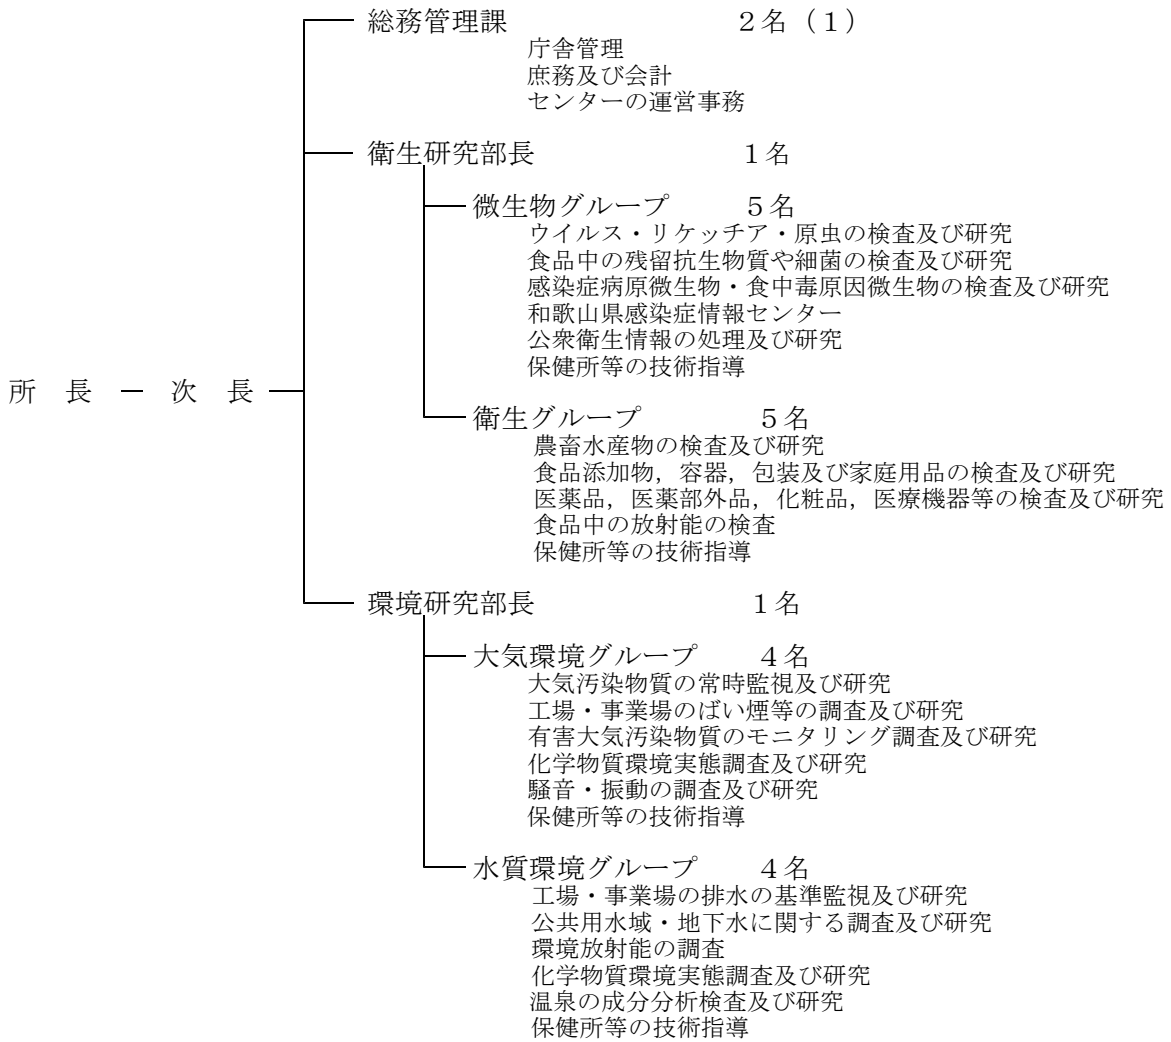 総務管理課 2名（1）
庁舎管理
庶務及び会計
センターの運営事務
衛生研究部長 1名
微生物グループ 5名
ウイルス・リケッチア・原虫の検査及び研究
食品中の残留抗生物質や細菌の検査及び研究
感染症病原微生物・食中毒原因微生物の検査及び研究
和歌山県感染症情報センター
公衆衛生情報の処理及び研究
保健所等の技術指導
所　長 ― 次　長
衛生グループ 5名
農畜水産物の検査及び研究
食品添加物，容器，包装及び家庭用品の検査及び研究
医薬品，医薬部外品，化粧品，医療機器等の検査及び研究
食品中の放射能の検査
保健所等の技術指導
環境研究部長 1名
大気環境グループ 4名
大気汚染物質の常時監視及び研究
工場・事業場のばい煙等の調査及び研究
有害大気汚染物質のモニタリング調査及び研究
化学物質環境実態調査及び研究
騒音・振動の調査及び研究
保健所等の技術指導
水質環境グループ 4名
工場・事業場の排水の基準監視及び研究
公共用水域・地下水に関する調査及び研究
環境放射能の調査
化学物質環境実態調査及び研究
温泉の成分分析検査及び研究
保健所等の技術指導